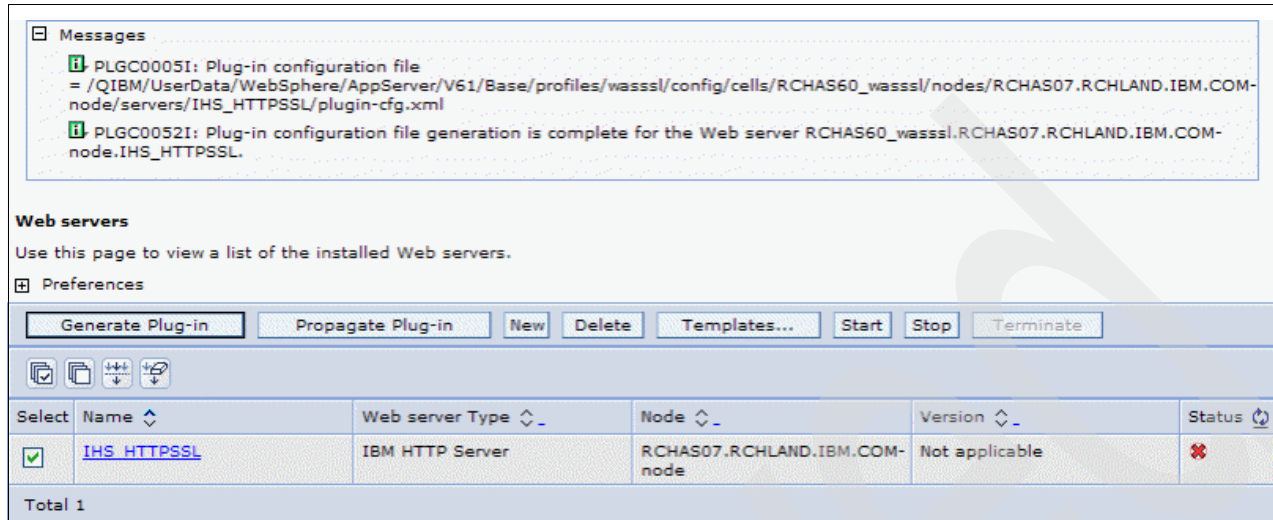 Messages
PLGC0005I: Plug-in configuration file
= /QIBM/UserData/WebSphere/AppServer/V61/Base/profiles/wasssl/config/cells/RCHAS60_wasssl/nodes/RCHAS07.RCHLAND.IBM.COM-
node/servers/IHS_HTTPSSL/plugin-cfg.xml
PLGC0052I: Plug-in configuration file generation is complete for the Web server RCHAS60_wasssl.RCHAS07.RCHLAND.IBM.COM-
node.IHS_HTTPSSL.
Web servers
Use this page to view a list of the installed Web servers.
Preferences
Generate Plug-in Propagate Plug-in New Delete Templates... Start Stop Terminate
Select Name Web server Type Node Version Status
IHS_HTTPSSL IBM HTTP Server RCHAS07.RCHLAND.IBM.COM- Not applicable
node
Total 1